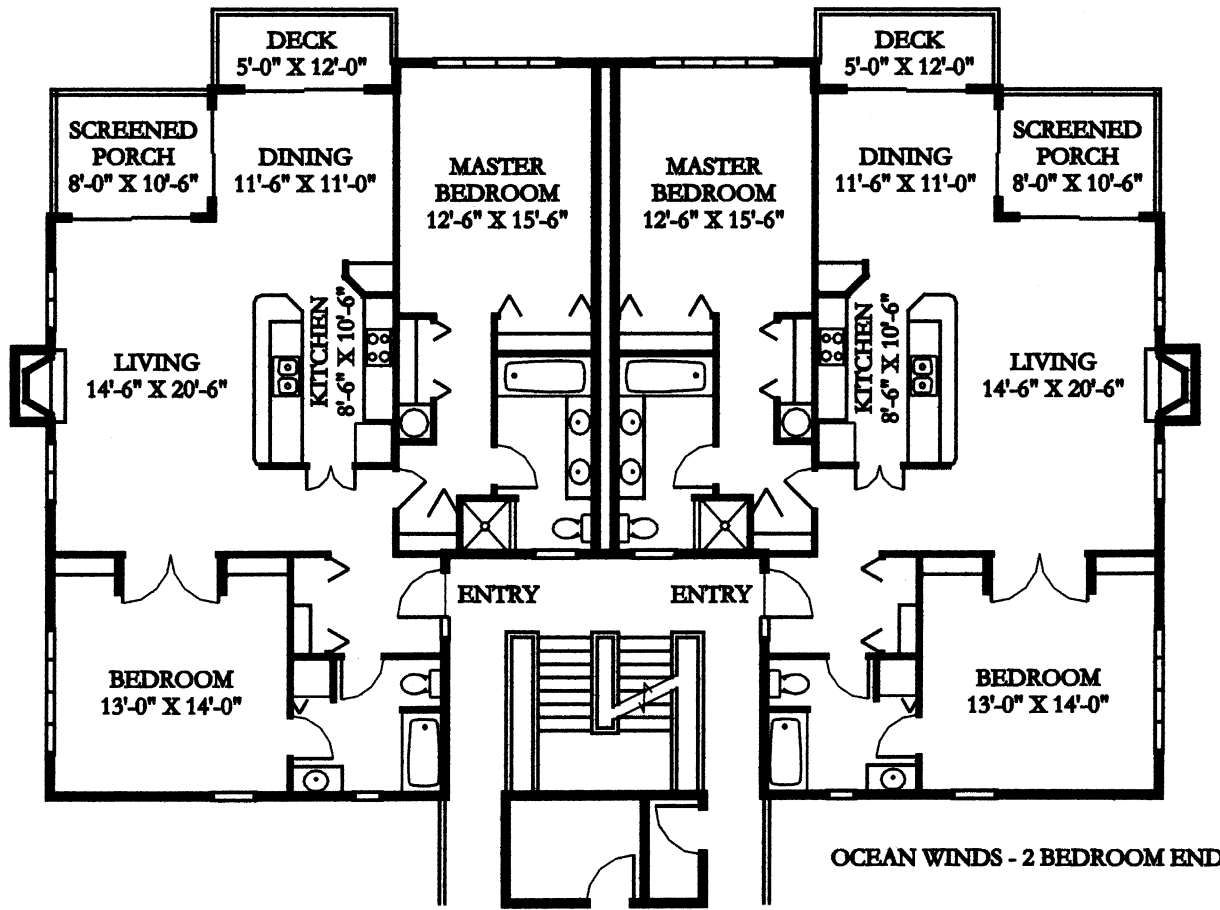 DECK
5'-0" X 12'-0"
DECK
5'-0" X 12'-0"
SCREENED
PORCH
8'-0" X 10'-6"
DINING
11'-6" X 11'-0"
MASTER
BEDROOM
12'-6" X 15'-6"
MASTER
BEDROOM
12'-6" X 15'-6"
DINING
11'-6" X 11'-0"
SCREENED
PORCH
8'-0" X 10'-6"
LIVING
14'-6" X 20'-6"
KITCHEN
8'-6" X 10'-6"
KITCHEN
8'-6" X 10'-6"
LIVING
14'-6" X 20'-6"
ENTRY
ENTRY
BEDROOM
13'-0" X 14'-0"
BEDROOM
13'-0" X 14'-0"
OCEAN WINDS - 2 BEDROOM END